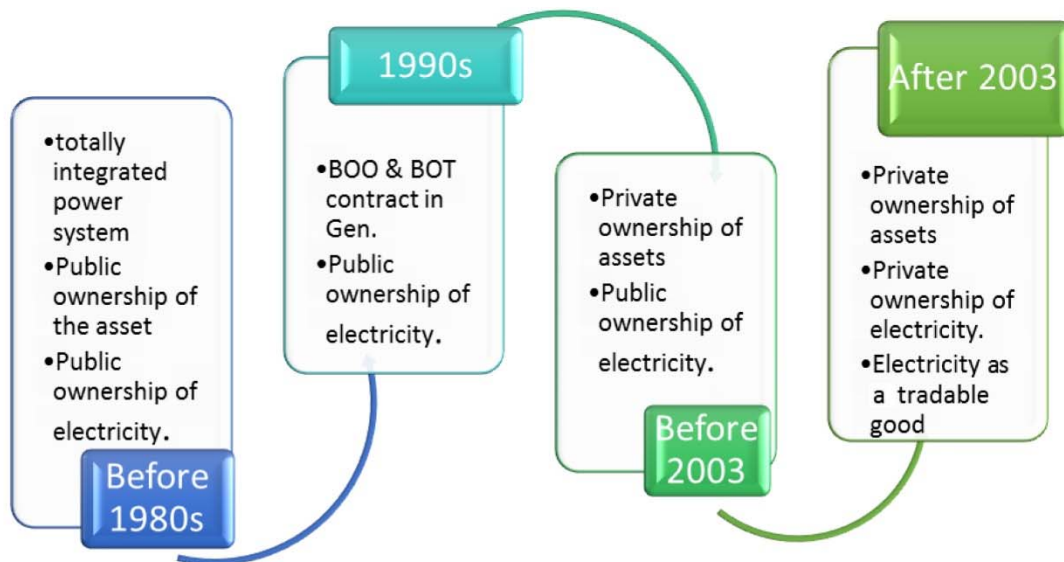 •totally
integrated
power
system
•Public
ownership of
the asset
•Public
ownership of
electricity.
Before
1980s
1990s
•BOO & BOT
contract in
Gen.
•Public
ownership of
electricity.
•Private
ownership of
assets
•Public
ownership of
electricity.
Before
2003
After 2003
•Private
ownership of
assets
•Private
ownership of
electricity.
•Electricity as
a tradable
good